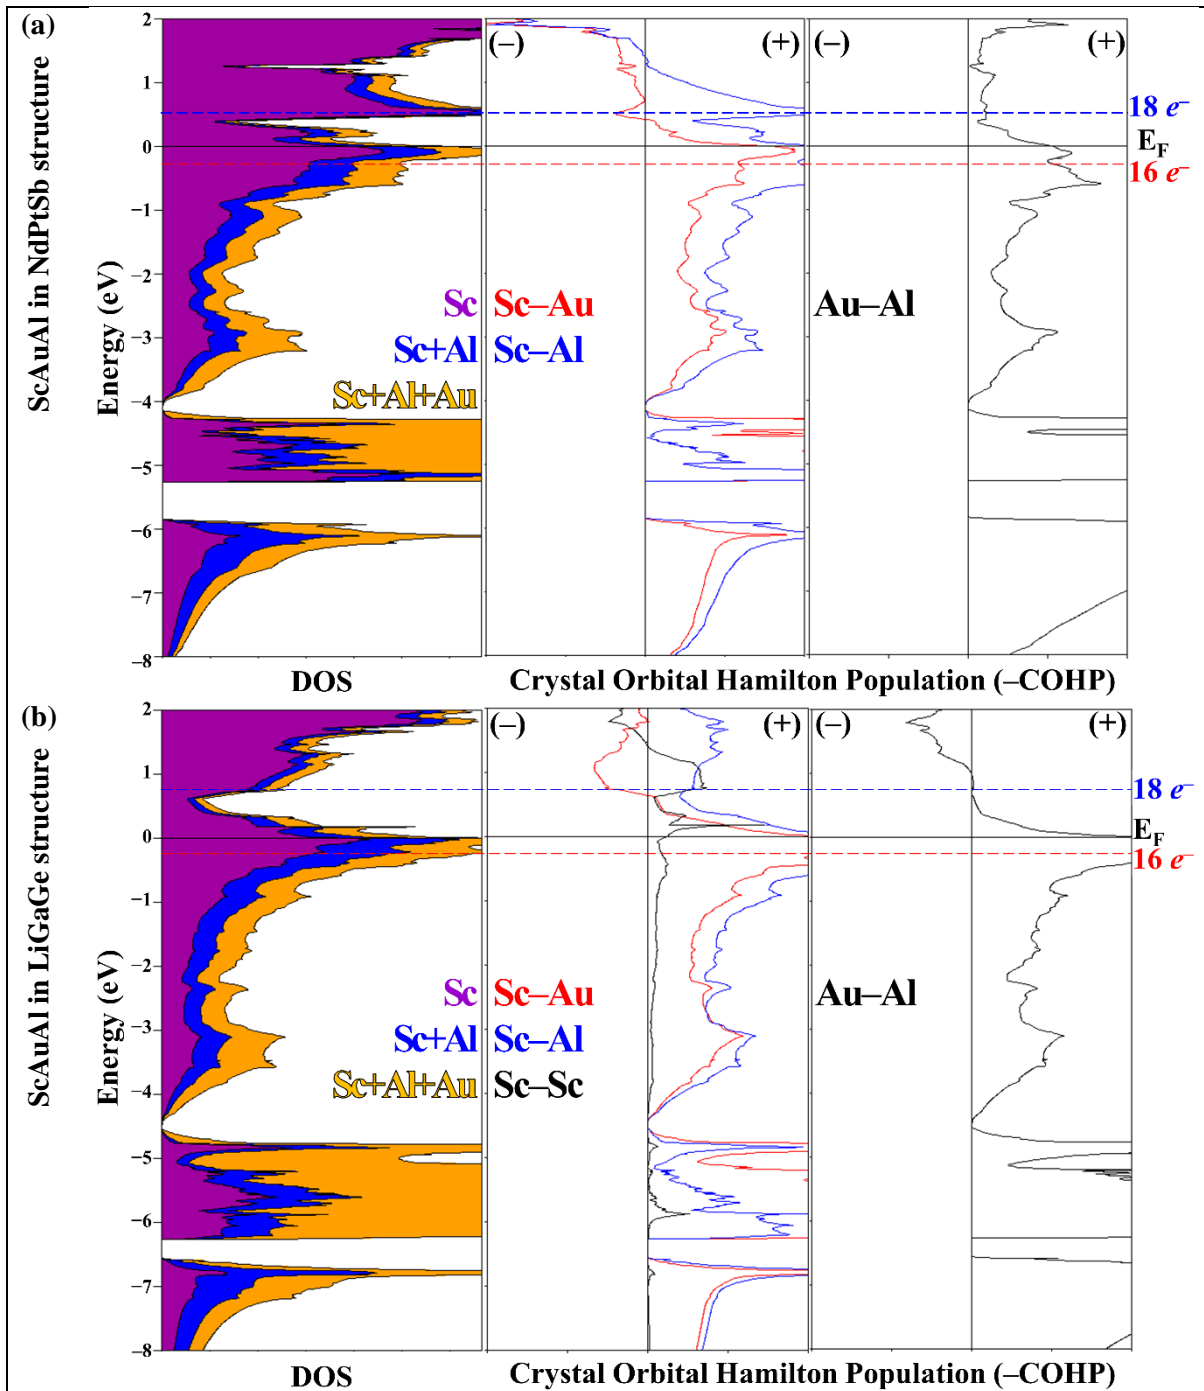 (a)
ScAuAl in NdPtSb structure
Energy (eV)
2
1
0
−1
−2
−3
−4
−5
−6
−7
−8
(−)
(+)
(−)
(+)
18 e−
EF
16 e−
Sc
Sc+Al
Sc+Al+Au
Sc−Au
Sc−Al
Au−Al
DOS
Crystal Orbital Hamilton Population (−COHP)
(b)
ScAuAl in LiGaGe structure
Energy (eV)
2
1
0
−1
−2
−3
−4
−5
−6
−7
−8
(−)
(+)
(−)
(+)
18 e−
EF
16 e−
Sc
Sc+Al
Sc+Al+Au
Sc−Au
Sc−Al
Sc−Sc
Au−Al
DOS
Crystal Orbital Hamilton Population (−COHP)